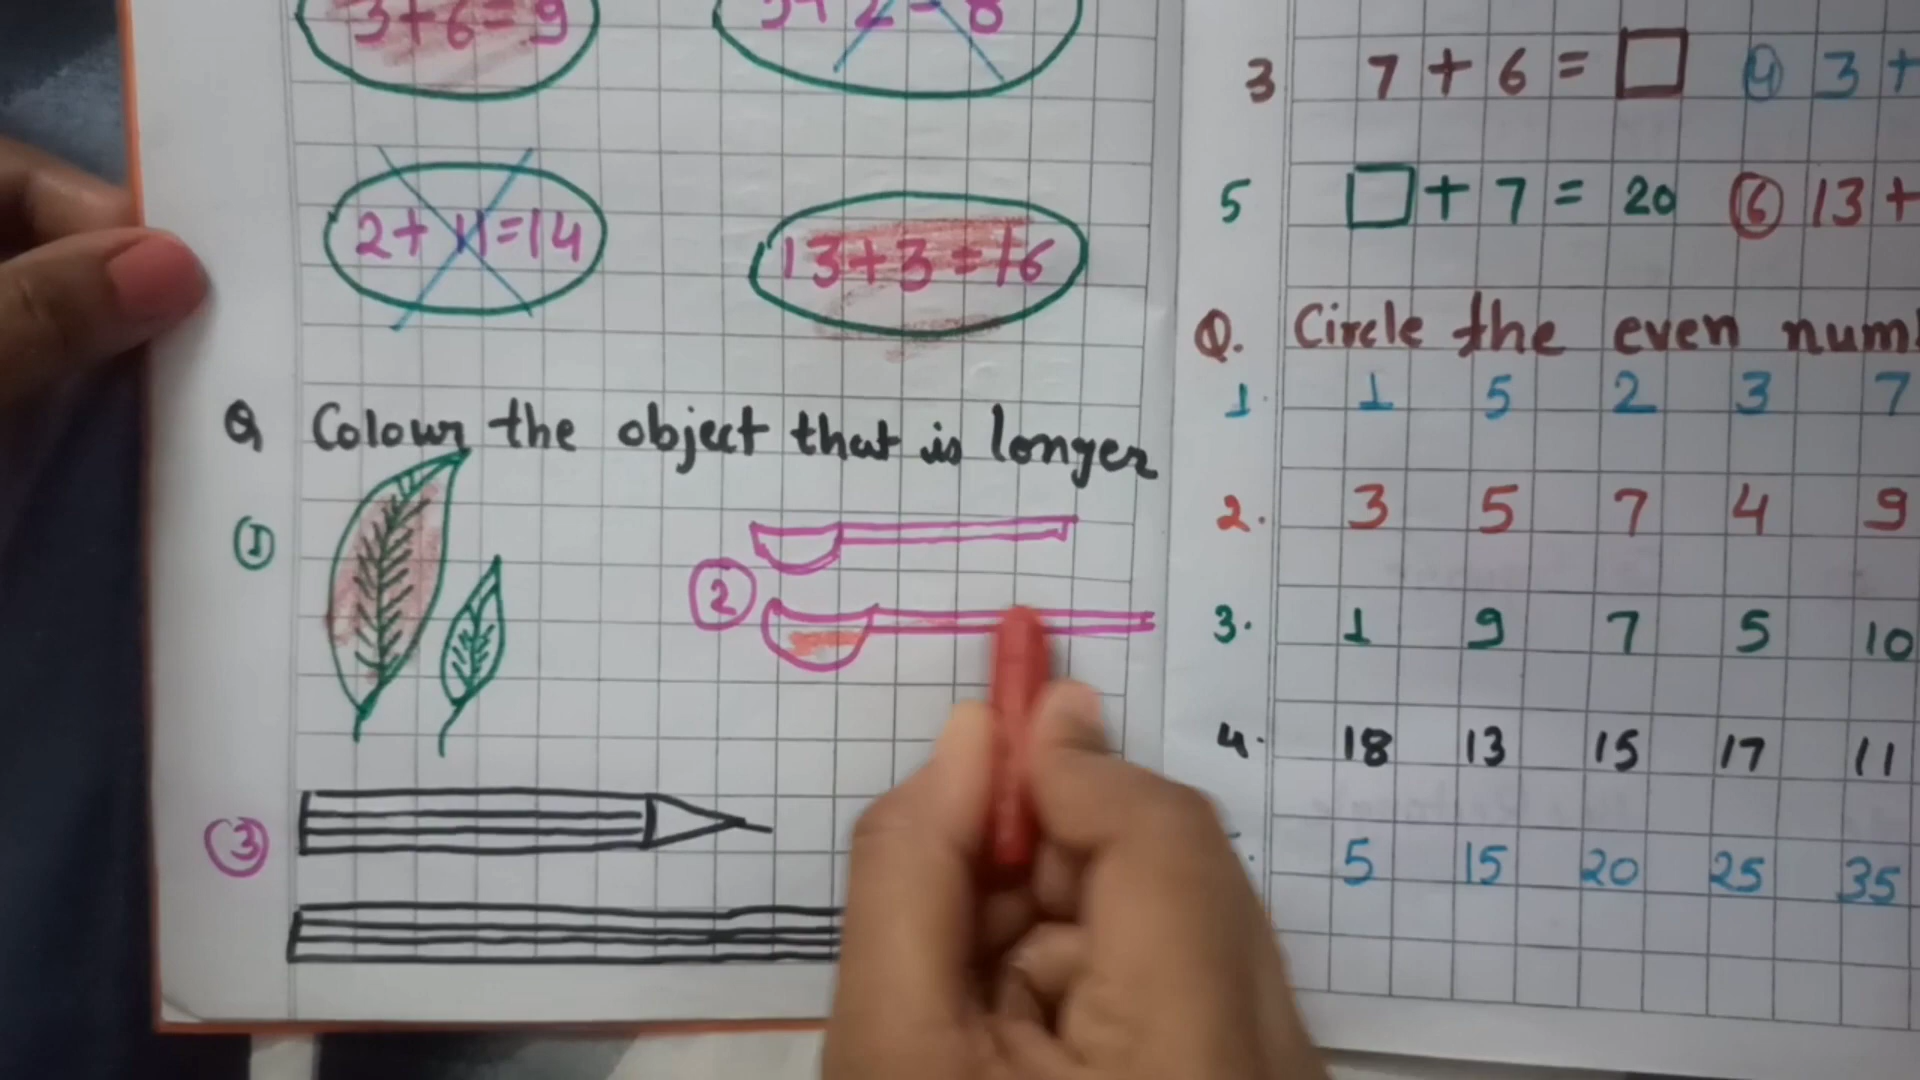 3+6=9
2+11=14
13+3=16
Q Colour the object that is longer
1
2
3
3 7 + 6 = 4 3 +
5 + 7 = 20 6 13 +
Q. Circle the even num
1. 1 5 2 3 7
2. 3 5 7 4 9
3. 1 9 7 5 10
4. 18 13 15 17 11
5 15 20 25 35